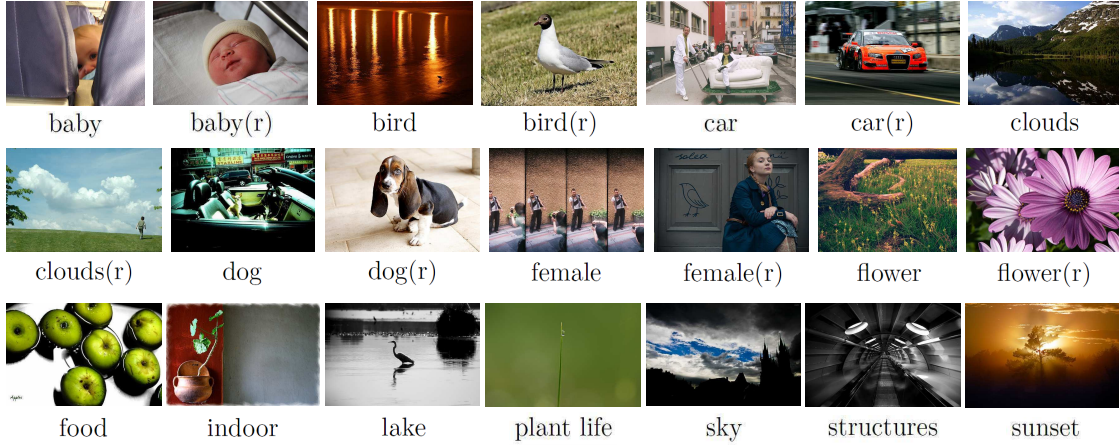 baby baby(r) bird bird(r) car car(r) clouds
clouds(r) dog dog(r) female female(r) flower flower(r)
Apples
food indoor lake plant life sky structures sunset